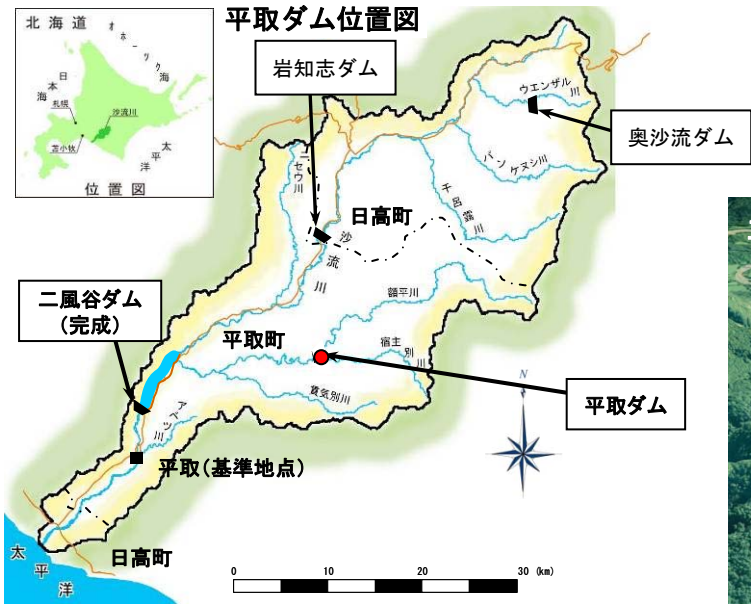 平取ダム位置図
北海道
オホーツク海
日本海
札幌
沙流川
苫小牧
太平洋
位置図
岩知志ダム
ウエンザル川
奥沙流ダム
パンケヌシ川
ニセウ川
千呂露川
日高町
沙流川
額平川
二風谷ダム
(完成)
平取町
宿主別川
N
平取ダム
貫気別川
アベツ川
平取(基準地点)
太平洋
日高町
0 10 20 30 (km)